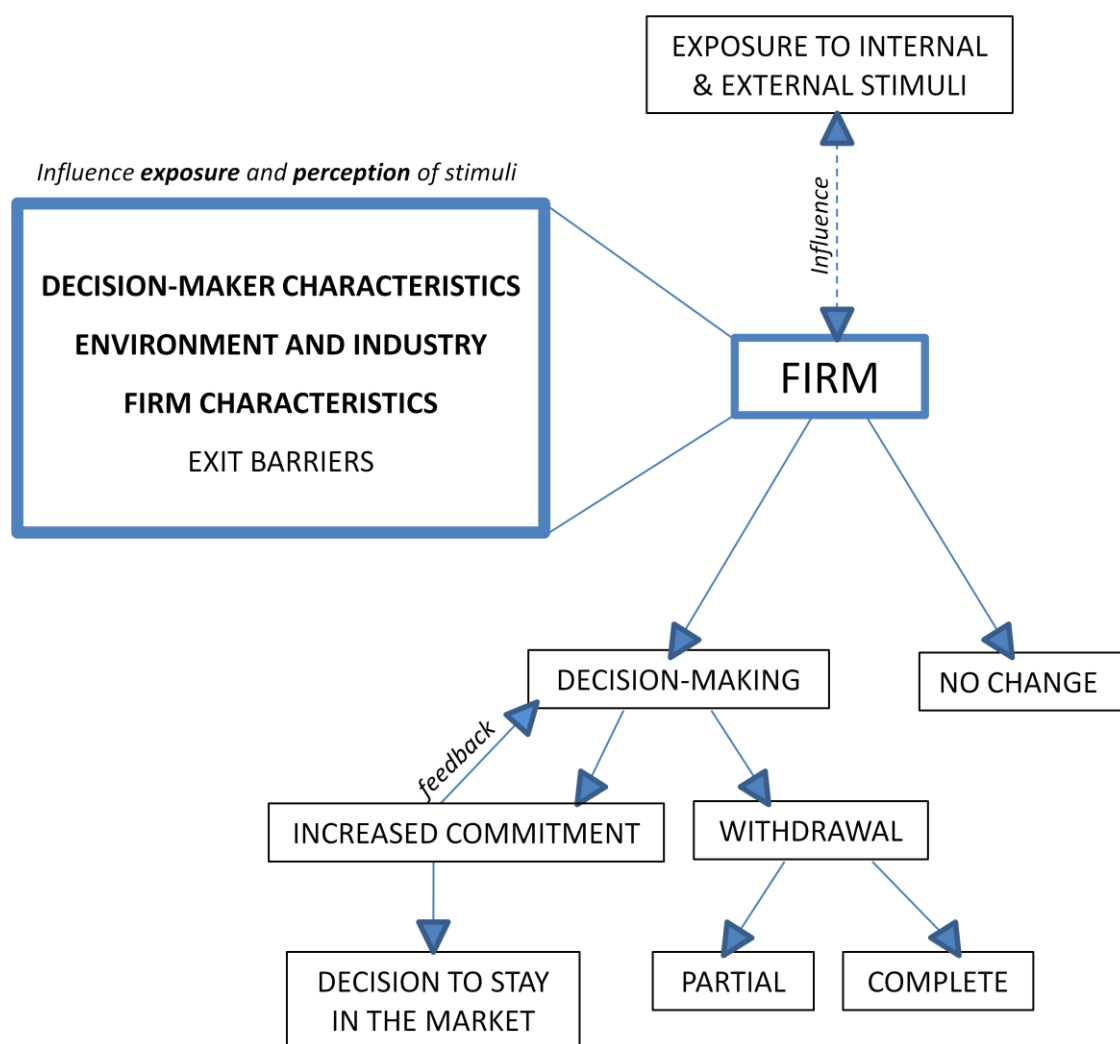 EXPOSURE TO INTERNAL
& EXTERNAL STIMULI
Influence exposure and perception of stimuli
Influence
DECISION-MAKER CHARACTERISTICS
ENVIRONMENT AND INDUSTRY
FIRM CHARACTERISTICS
EXIT BARRIERS
FIRM
DECISION-MAKING
NO CHANGE
feedback
INCREASED COMMITMENT
WITHDRAWAL
DECISION TO STAY
IN THE MARKET
PARTIAL
COMPLETE